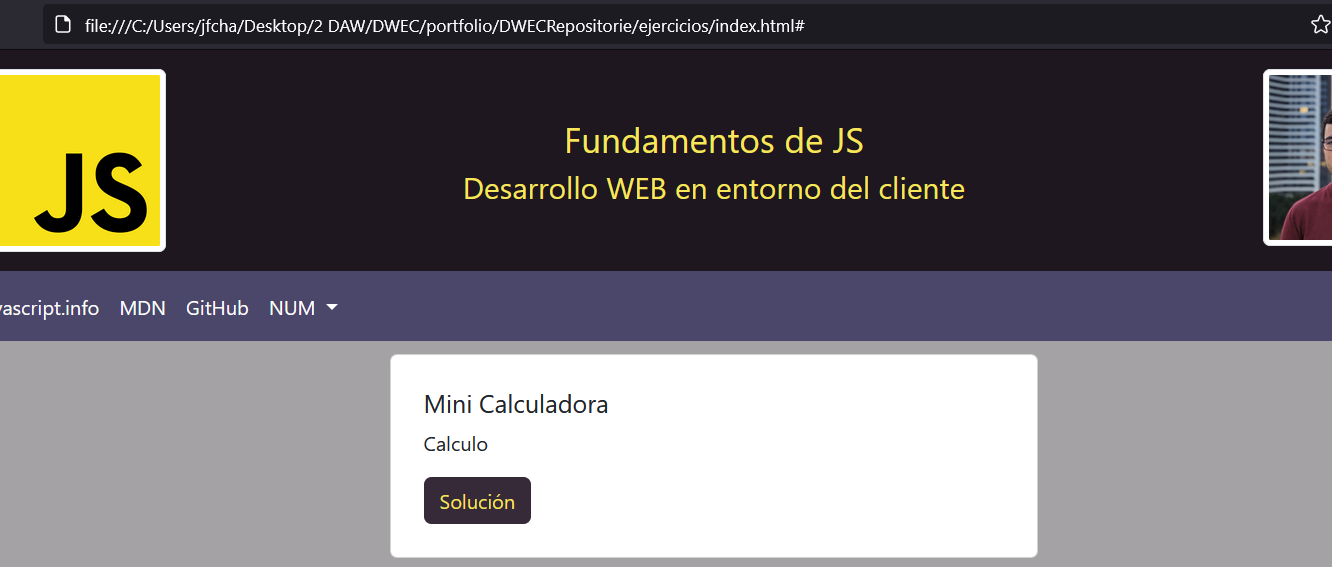 file:///C:/Users/jfcha/Desktop/2 DAW/DWEC/portfolio/DWECRepositorie/ejercicios/index.html#
JS
Fundamentos de JS
Desarrollo WEB en entorno del cliente
vascript.info MDN GitHub NUM
Mini Calculadora
Calculo
Solución